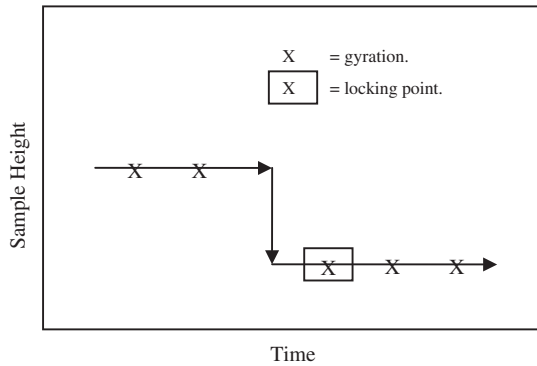 X = gyration.
X = locking point.
Sample Height
X X
X X X
Time